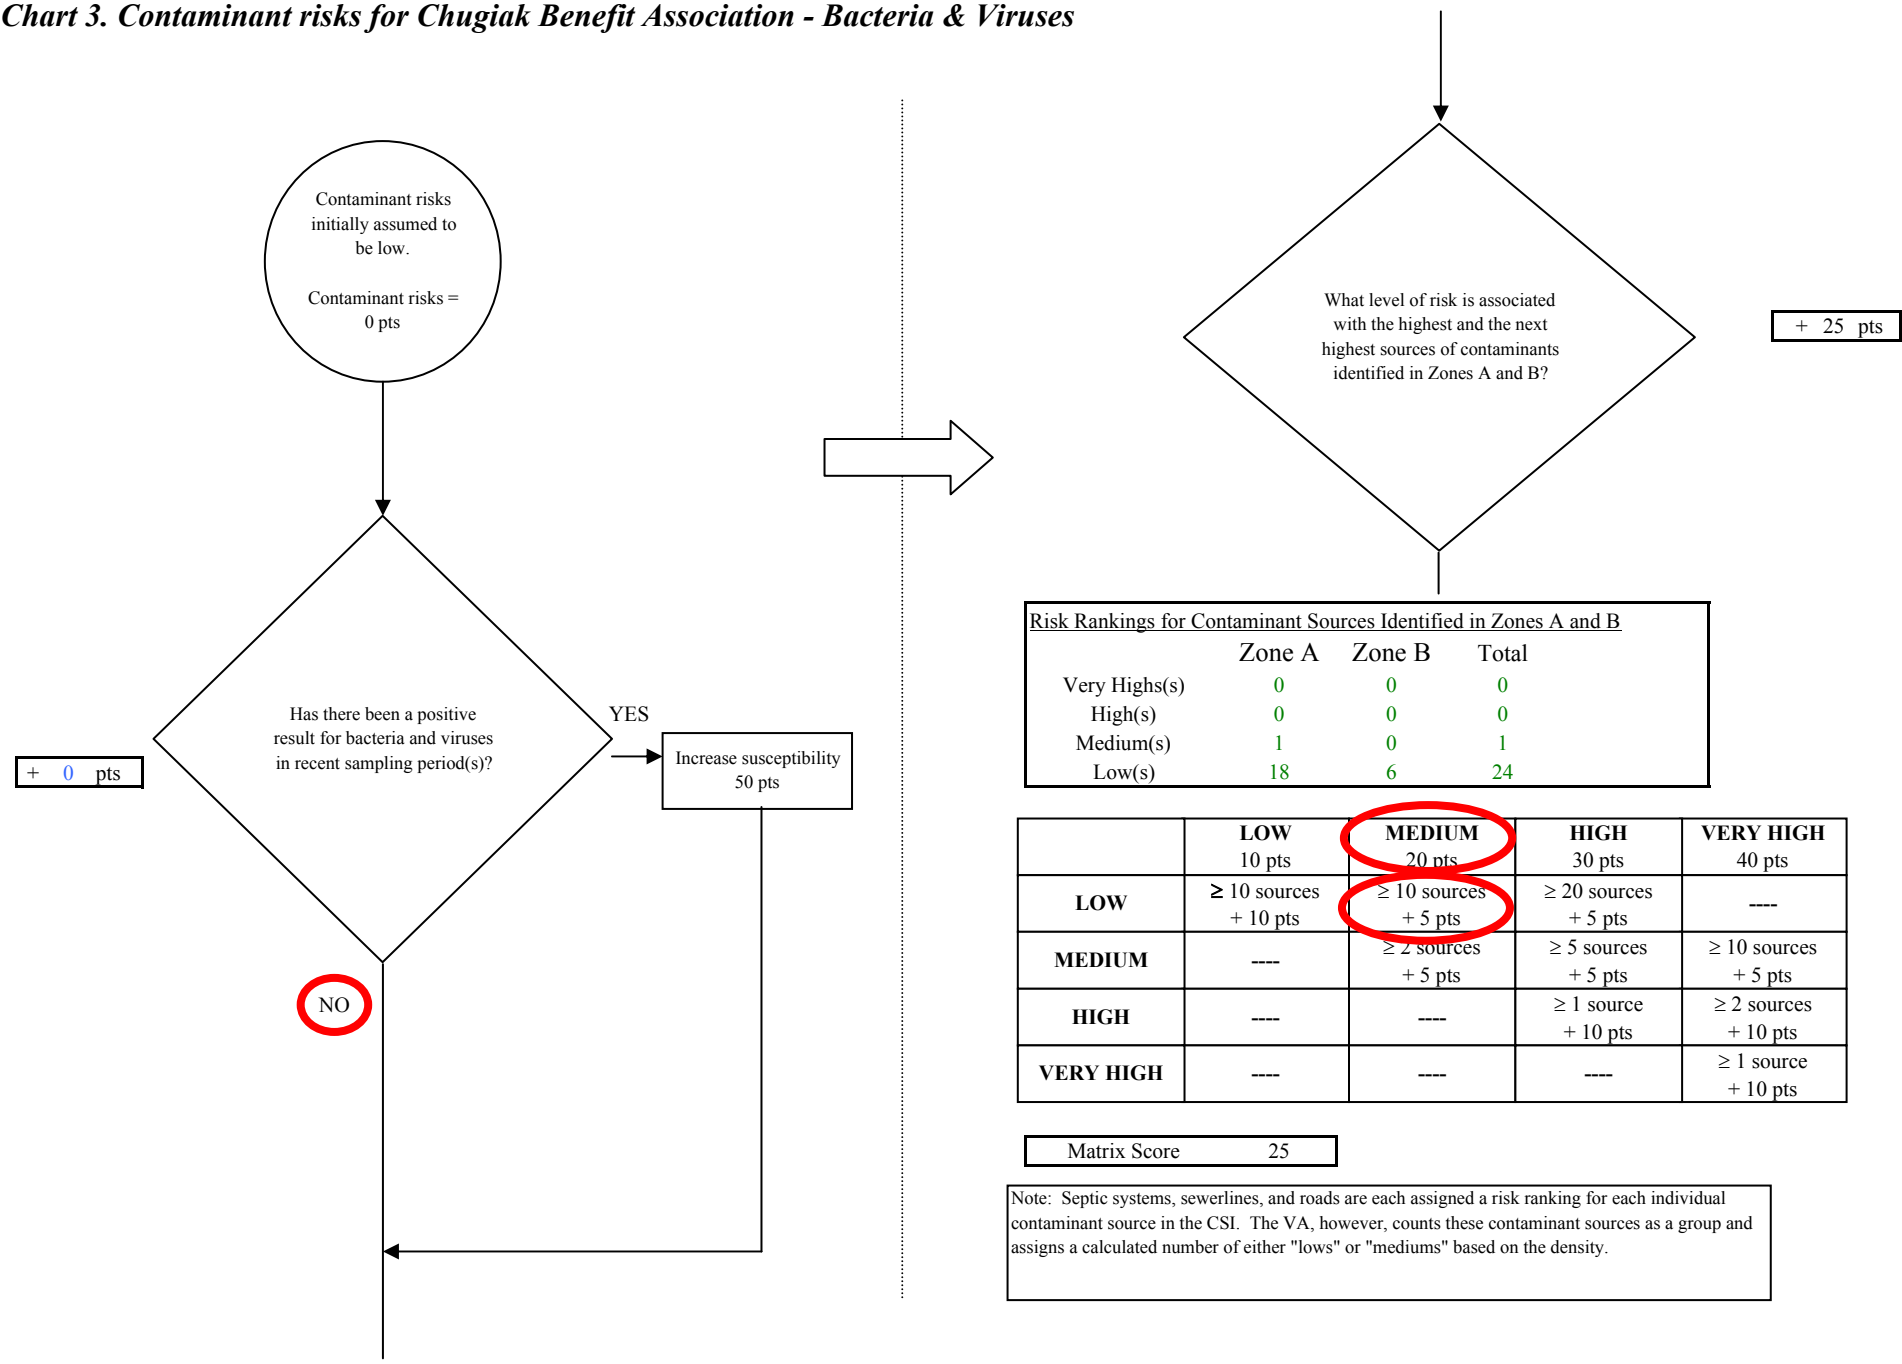 Chart 3. Contaminant risks for Chugiak Benefit Association - Bacteria & Viruses
Contaminant risks
initially assumed to
be low.
Contaminant risks =
0 pts
Has there been a positive
result for bacteria and viruses
in recent sampling period(s)?
+ 0 pts
YES
Increase susceptibility
50 pts
NO
What level of risk is associated
with the highest and the next
highest sources of contaminants
identified in Zones A and B?
+ 25 pts
Risk Rankings for Contaminant Sources Identified in Zones A and B
Zone A Zone B Total
Very Highs(s) 0 0 0
High(s) 0 0 0
Medium(s) 1 0 1
Low(s) 18 6 24
LOW MEDIUM HIGH VERY HIGH
10 pts 20 pts 30 pts 40 pts
LOW ≥ 10 sources ≥ 10 sources ≥ 20 sources ----
+ 10 pts + 5 pts + 5 pts
MEDIUM ---- ≥ 2 sources ≥ 5 sources ≥ 10 sources
+ 5 pts + 5 pts + 5 pts
HIGH ---- ---- ≥ 1 source ≥ 2 sources
+ 10 pts + 10 pts
VERY HIGH ---- ---- ---- ≥ 1 source
+ 10 pts
Matrix Score 25
Note: Septic systems, sewerlines, and roads are each assigned a risk ranking for each individual
contaminant source in the CSI. The VA, however, counts these contaminant sources as a group and
assigns a calculated number of either "lows" or "mediums" based on the density.